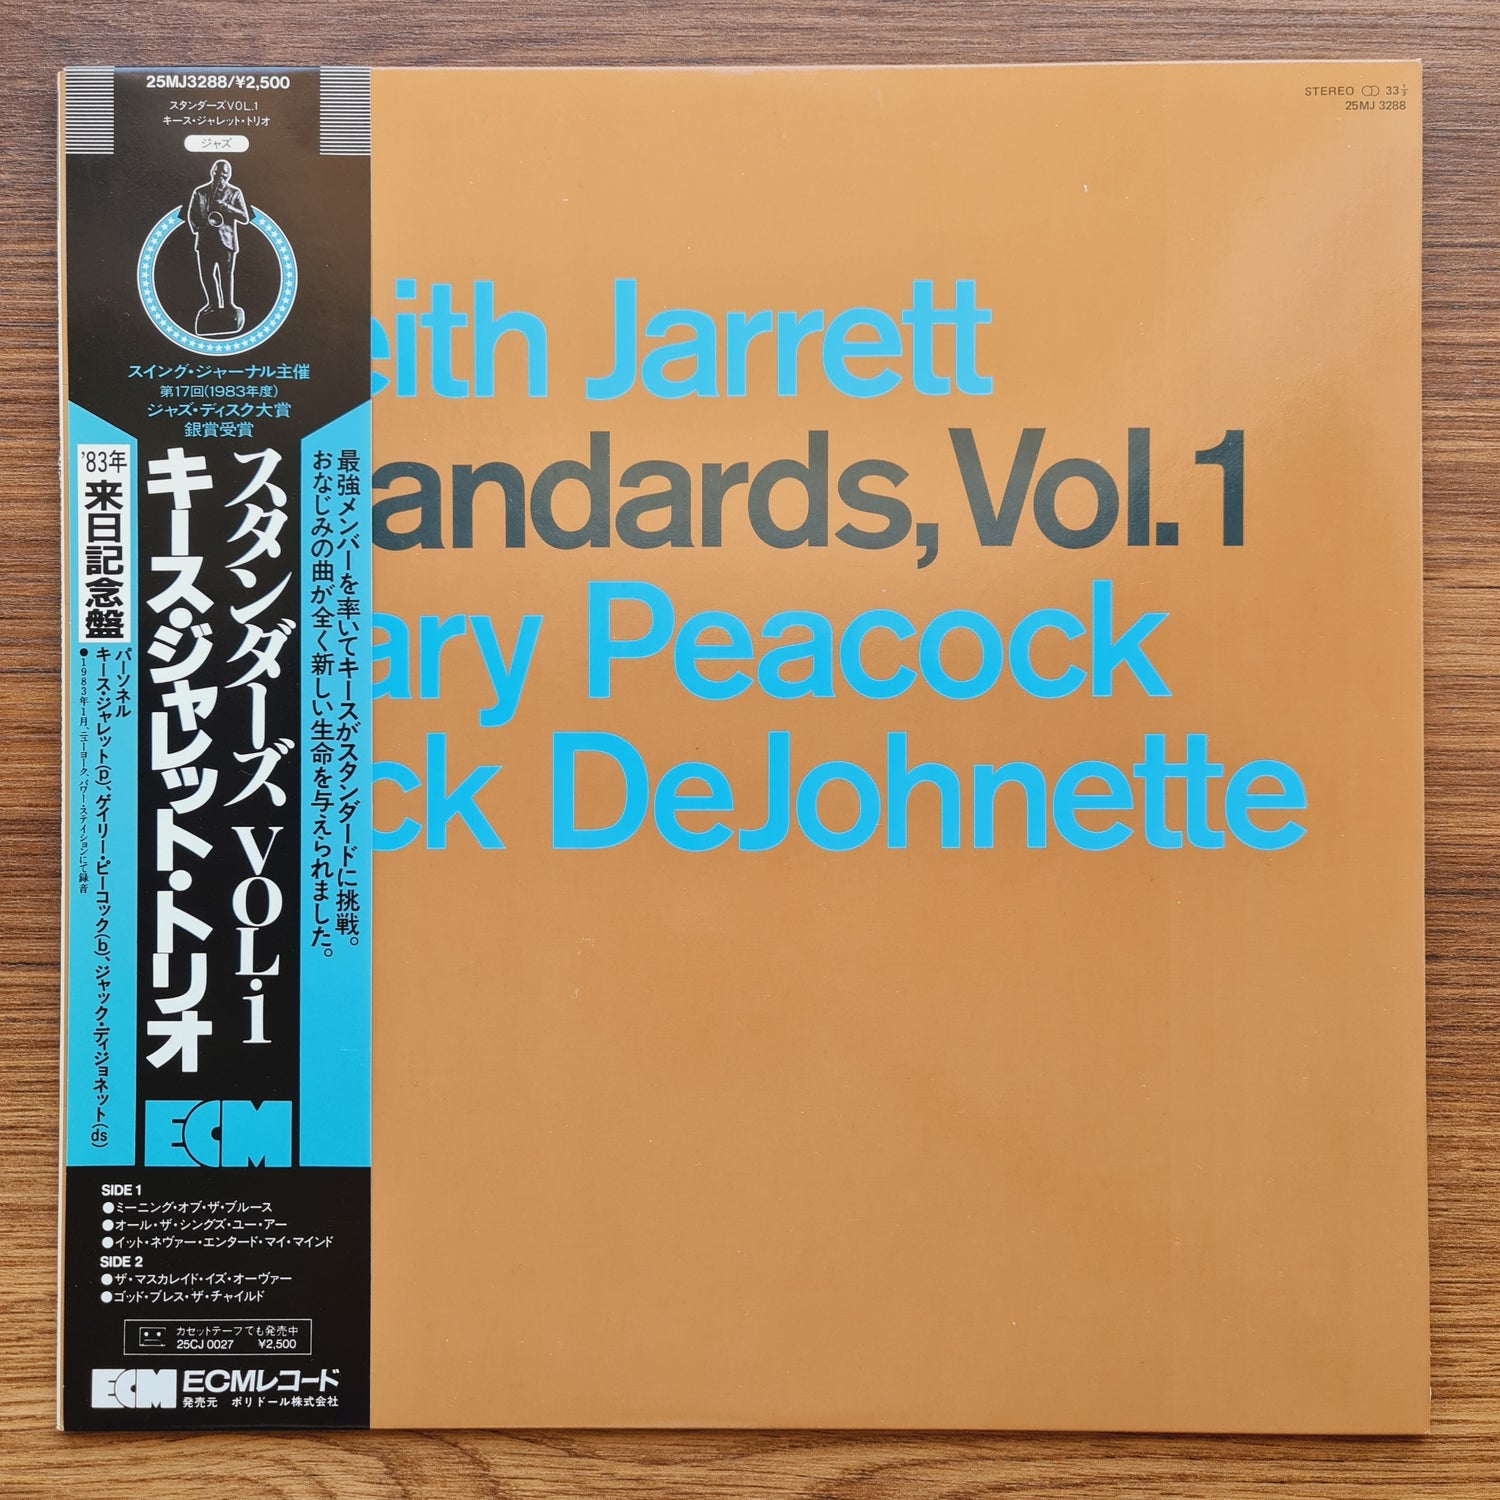 25MJ3288/¥2,500
スタンダーズVOL.1
キース・ジャレット・トリオ
ジャズ
スイング・ジャーナル主催
第17回(1983年度)
ジャズ・ディスク大賞
銀賞受賞
最強メンバーを率いてキースがスタンダードに挑戦。
おなじみの曲が全く新しい生命を与えられました。
スタンダーズ VOL.1
キース・ジャレット・トリオ
'83年
来日記念盤
パーソネル
キース・ジャレット(p)、ゲイリー・ピーコック(b)、ジャック・ディジョネット(ds)
●1983年1月、ニューヨーク、パワー・ステイションにて録音
ECM
SIDE 1
●ミーニング・オブ・ザ・ブルース
●オール・ザ・シングズ・ユー・アー
●イット・ネヴァー・エンタード・マイ・マインド
SIDE 2
●ザ・マスカレイド・イズ・オーヴァー
●ゴッド・ブレス・ザ・チャイルド
カセットテープでも発売中
25CJ 0027 ¥2,500
ECM ECMレコード
発売元 ポリドール株式会社
STEREO 33⅓
25MJ 3288
eith Jarrett
andards, Vol. 1
ary Peacock
ck DeJohnette